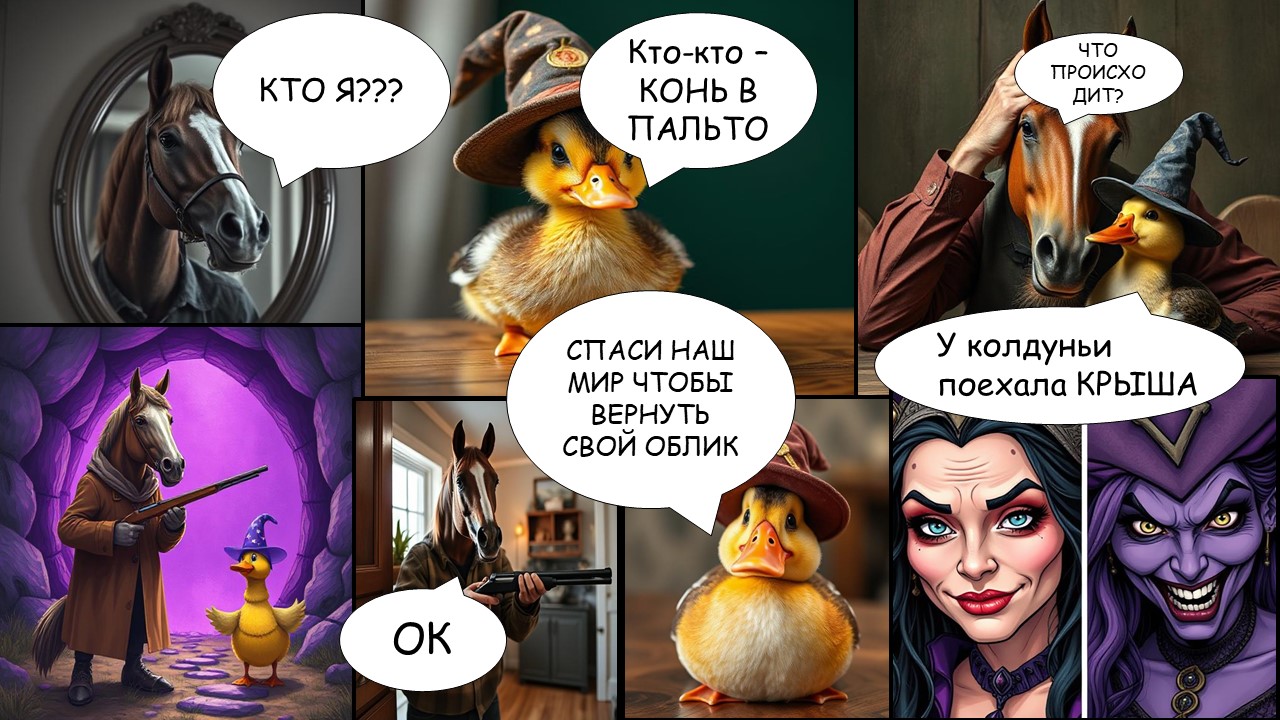 КТО Я???
Кто-кто –
КОНЬ В
ПАЛЬТО
ЧТО
ПРОИСХО
ДИТ?
У колдуньи
поехала КРЫША
СПАСИ НАШ
МИР ЧТОБЫ
ВЕРНУТЬ
СВОЙ ОБЛИК
ОК